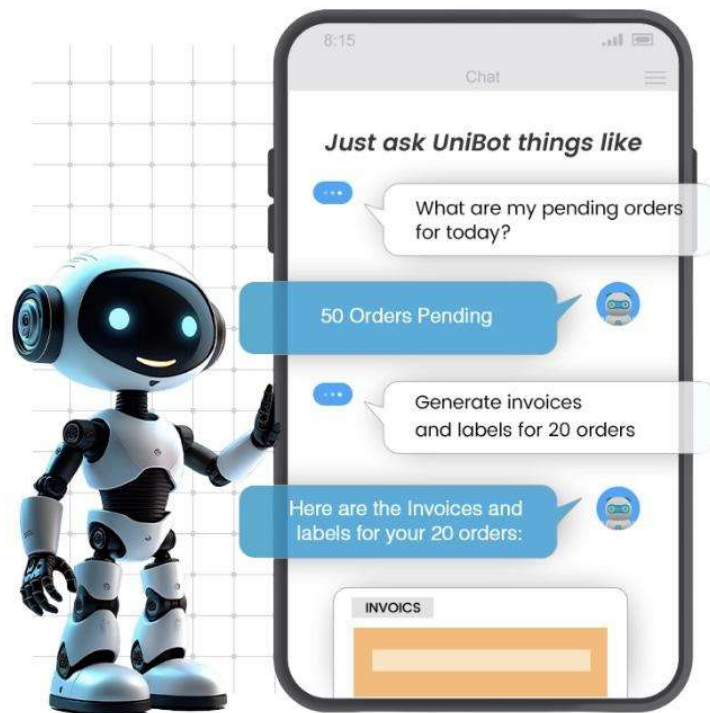 8:15
Chat
Just ask UniBot things like
What are my pending orders
for today?
50 Orders Pending
Generate invoices
and labels for 20 orders
Here are the Invoices and
labels for your 20 orders:
INVOICS